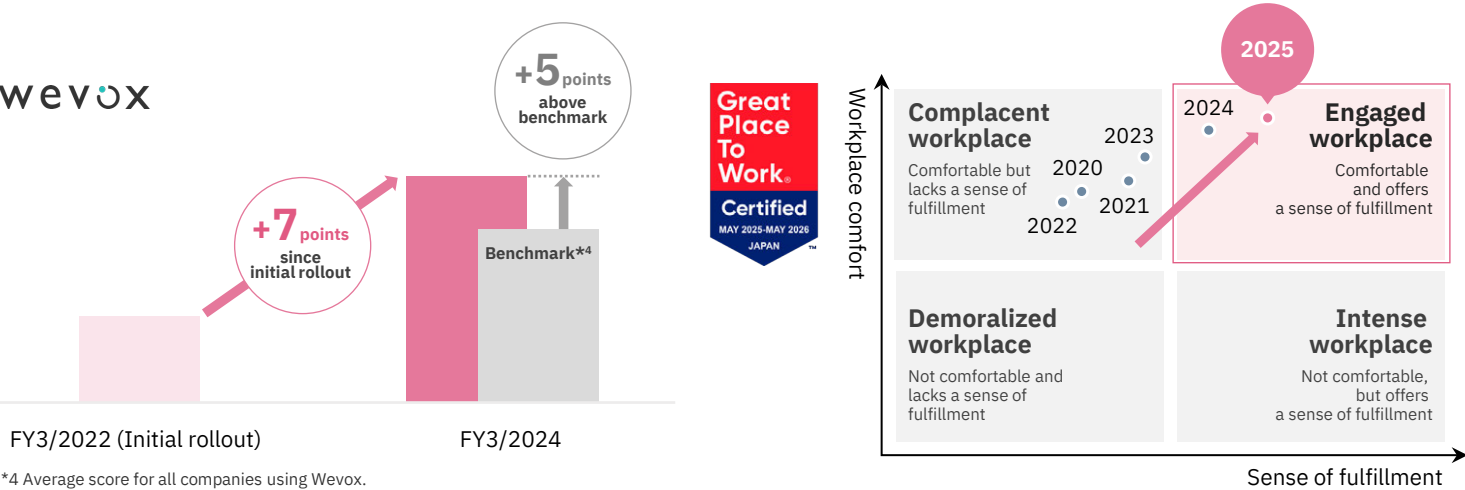 wevox
+5 points
above
benchmark
+7 points
since
initial rollout
Benchmark*4
FY3/2022 (Initial rollout)
FY3/2024
*4 Average score for all companies using Wevox.
Great
Place
To
Work®
Certified
MAY 2025-MAY 2026
JAPAN
™
Workplace comfort
2025
Complacent
workplace
Comfortable but
lacks a sense of
fulfillment
2023
2020
2021
2022
2024
Engaged
workplace
Comfortable
and offers
a sense of fulfillment
Demoralized
workplace
Not comfortable and
lacks a sense of
fulfillment
Intense
workplace
Not comfortable,
but offers
a sense of fulfillment
Sense of fulfillment